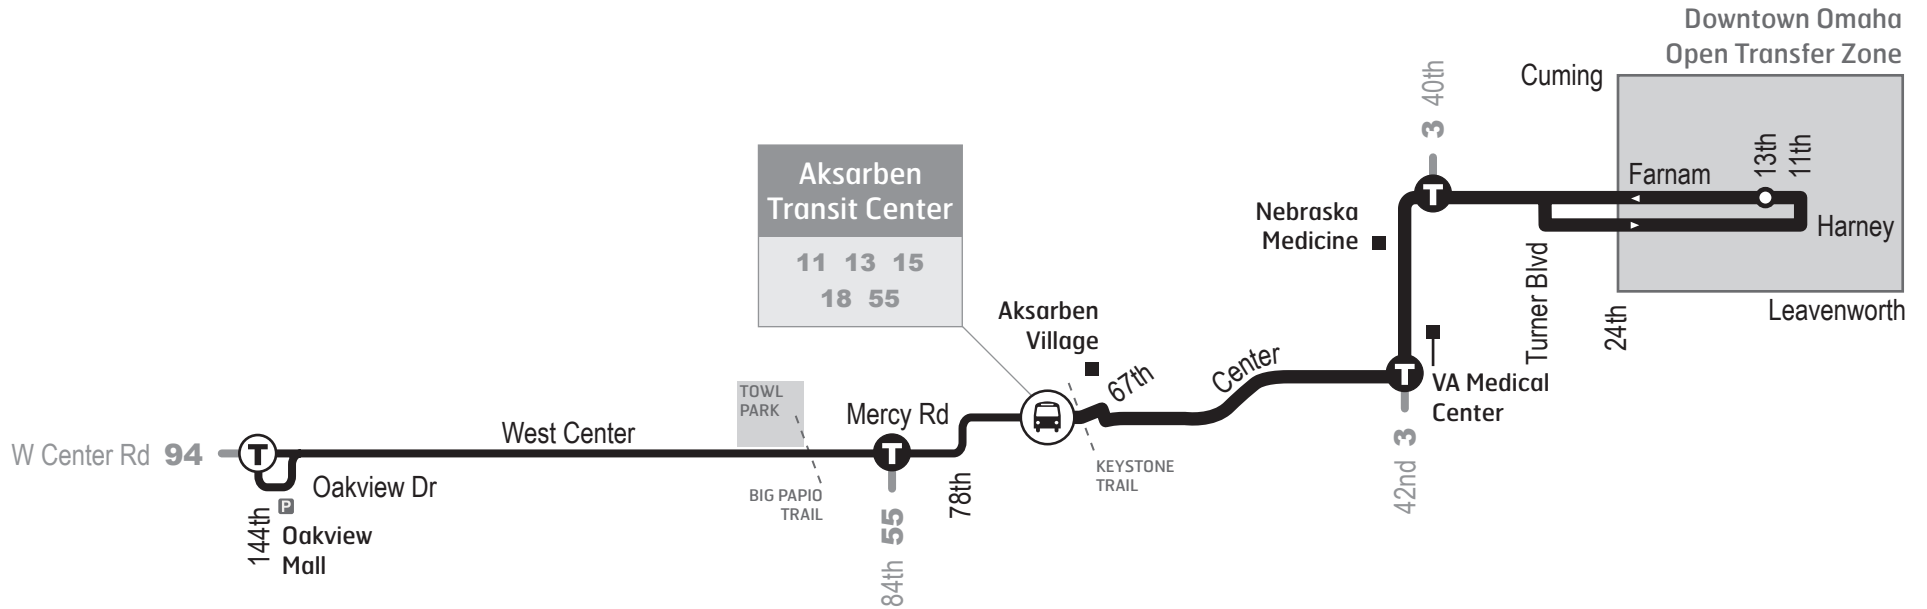 Downtown Omaha
Open Transfer Zone
Cuming
3 40th
13th
11th
Farnam
Harney
Aksarben
Transit Center
11 13 15
18 55
Nebraska
Medicine
T
Turner Blvd
24th
Leavenworth
Aksarben
Village
67th
Center
T
VA Medical
Center
42nd 3
TOWL
PARK
Mercy Rd
West Center
W Center Rd 94
T
T
Oakview Dr
KEYSTONE
TRAIL
BIG PAPIO
TRAIL
78th
84th 55
P
144th
Oakview
Mall